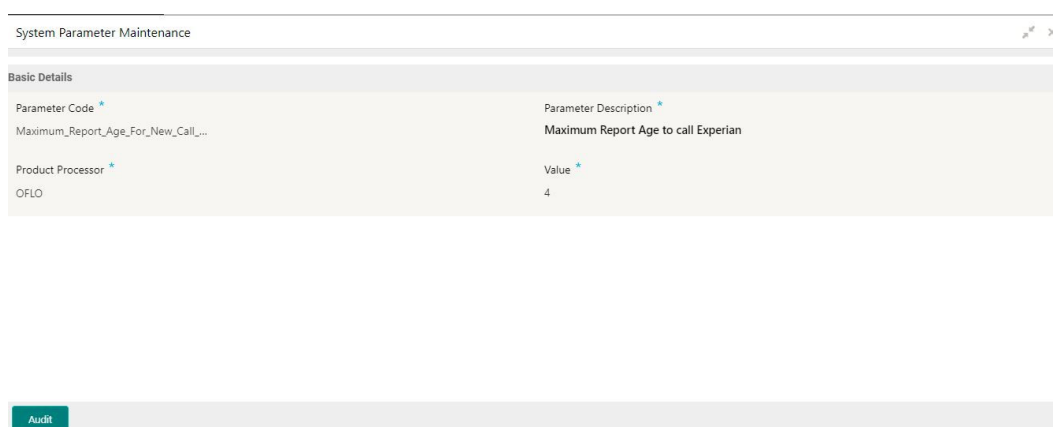 System Parameter Maintenance
Basic Details
Parameter Code *
Parameter Description *
Maximum_Report_Age_For_New_Call_...
Maximum Report Age to call Experian
Product Processor *
Value *
OFLO
4
Audit